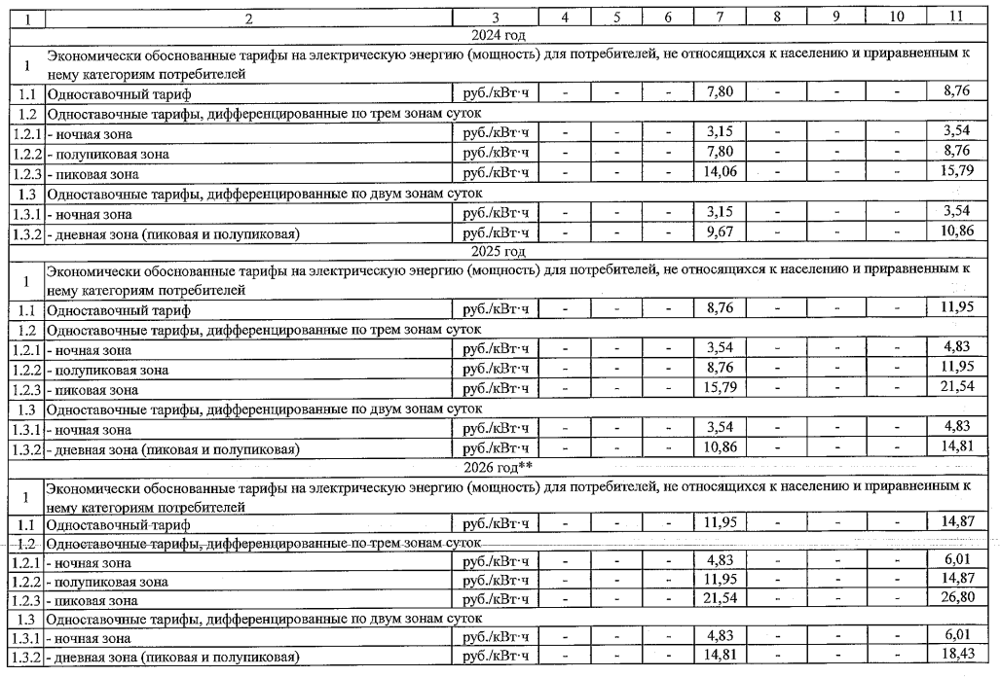 1 2 3 4 5 6 7 8 9 10 11
2024 год
1 Экономически обоснованные тарифы на электрическую энергию (мощность) для потребителей, не относящихся к населению и приравненным к
нему категориям потребителей
1.1 Одноставочный тариф руб./кВт·ч - - - 7,80 - - - 8,76
1.2 Одноставочные тарифы, дифференцированные по трем зонам суток
1.2.1 - ночная зона руб./кВт·ч - - - 3,15 - - - 3,54
1.2.2 - полупиковая зона руб./кВт·ч - - - 7,80 - - - 8,76
1.2.3 - пиковая зона руб./кВт·ч - - - 14,06 - - - 15,79
1.3 Одноставочные тарифы, дифференцированные по двум зонам суток
1.3.1 - ночная зона руб./кВт·ч - - - 3,15 - - - 3,54
1.3.2 - дневная зона (пиковая и полупиковая) руб./кВт·ч - - - 9,67 - - - 10,86
2025 год
1 Экономически обоснованные тарифы на электрическую энергию (мощность) для потребителей, не относящихся к населению и приравненным к
нему категориям потребителей
1.1 Одноставочный тариф руб./кВт·ч - - - 8,76 - - - 11,95
1.2 Одноставочные тарифы, дифференцированные по трем зонам суток
1.2.1 - ночная зона руб./кВт·ч - - - 3,54 - - - 4,83
1.2.2 - полупиковая зона руб./кВт·ч - - - 8,76 - - - 11,95
1.2.3 - пиковая зона руб./кВт·ч - - - 15,79 - - - 21,54
1.3 Одноставочные тарифы, дифференцированные по двум зонам суток
1.3.1 - ночная зона руб./кВт·ч - - - 3,54 - - - 4,83
1.3.2 - дневная зона (пиковая и полупиковая) руб./кВт·ч - - - 10,86 - - - 14,81
2026 год**
1 Экономически обоснованные тарифы на электрическую энергию (мощность) для потребителей, не относящихся к населению и приравненным к
нему категориям потребителей
1.1 Одноставочный тариф руб./кВт·ч - - - 11,95 - - - 14,87
1.2 Одноставочные тарифы, дифференцированные по трем зонам суток
1.2.1 - ночная зона руб./кВт·ч - - - 4,83 - - - 6,01
1.2.2 - полупиковая зона руб./кВт·ч - - - 11,95 - - - 14,87
1.2.3 - пиковая зона руб./кВт·ч - - - 21,54 - - - 26,80
1.3 Одноставочные тарифы, дифференцированные по двум зонам суток
1.3.1 - ночная зона руб./кВт·ч - - - 4,83 - - - 6,01
1.3.2 - дневная зона (пиковая и полупиковая) руб./кВт·ч - - - 14,81 - - - 18,43